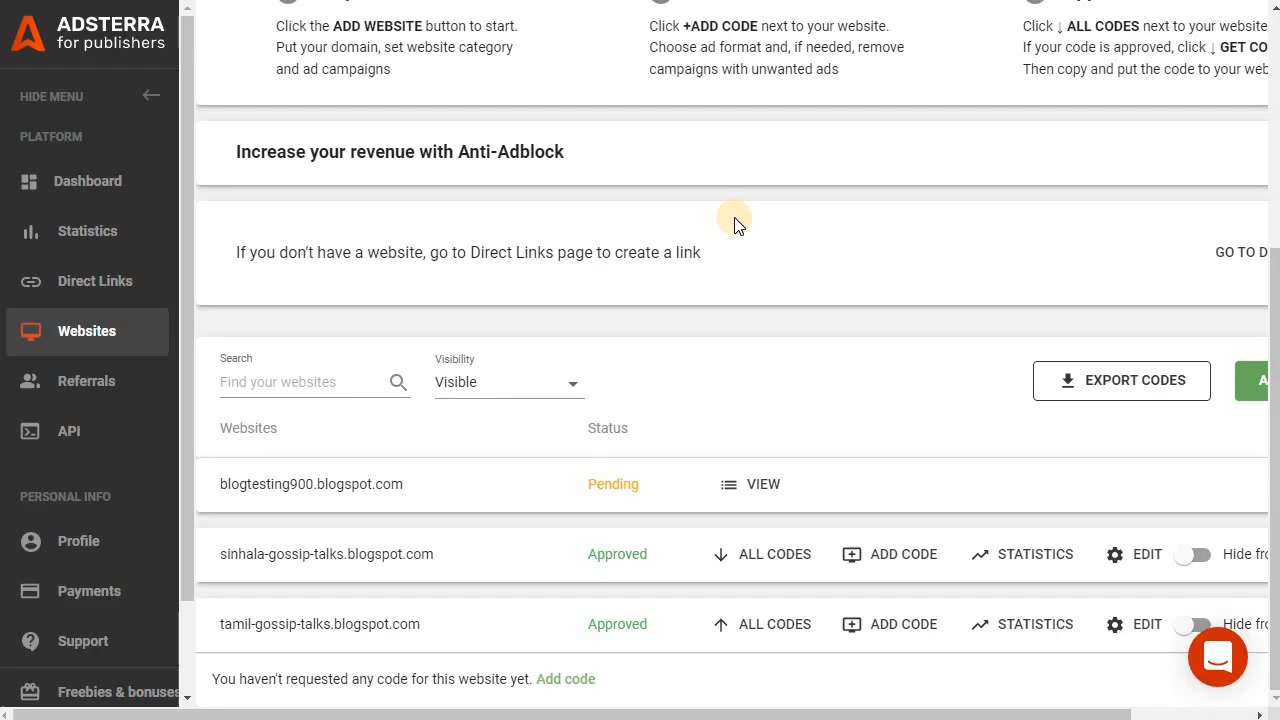 ADSTERRA
for publishers
HIDE MENU
PLATFORM
Dashboard
Statistics
Direct Links
Websites
Referrals
API
PERSONAL INFO
Profile
Payments
Support
Freebies & bonuses
Click the ADD WEBSITE button to start.
Put your domain, set website category
and ad campaigns
Click +ADD CODE next to your website.
Choose ad format and, if needed, remove
campaigns with unwanted ads
Click ↓ ALL CODES next to your website
If your code is approved, click ↓ GET CO
Then copy and put the code to your web
Increase your revenue with Anti-Adblock
If you don't have a website, go to Direct Links page to create a link
GO TO D
Search
Find your websites
Visibility
Visible
EXPORT CODES
A
Websites Status
blogtesting900.blogspot.com Pending VIEW
sinhala-gossip-talks.blogspot.com Approved ALL CODES ADD CODE STATISTICS EDIT Hide fro
tamil-gossip-talks.blogspot.com Approved ALL CODES ADD CODE STATISTICS EDIT Hide fro
You haven't requested any code for this website yet. Add code